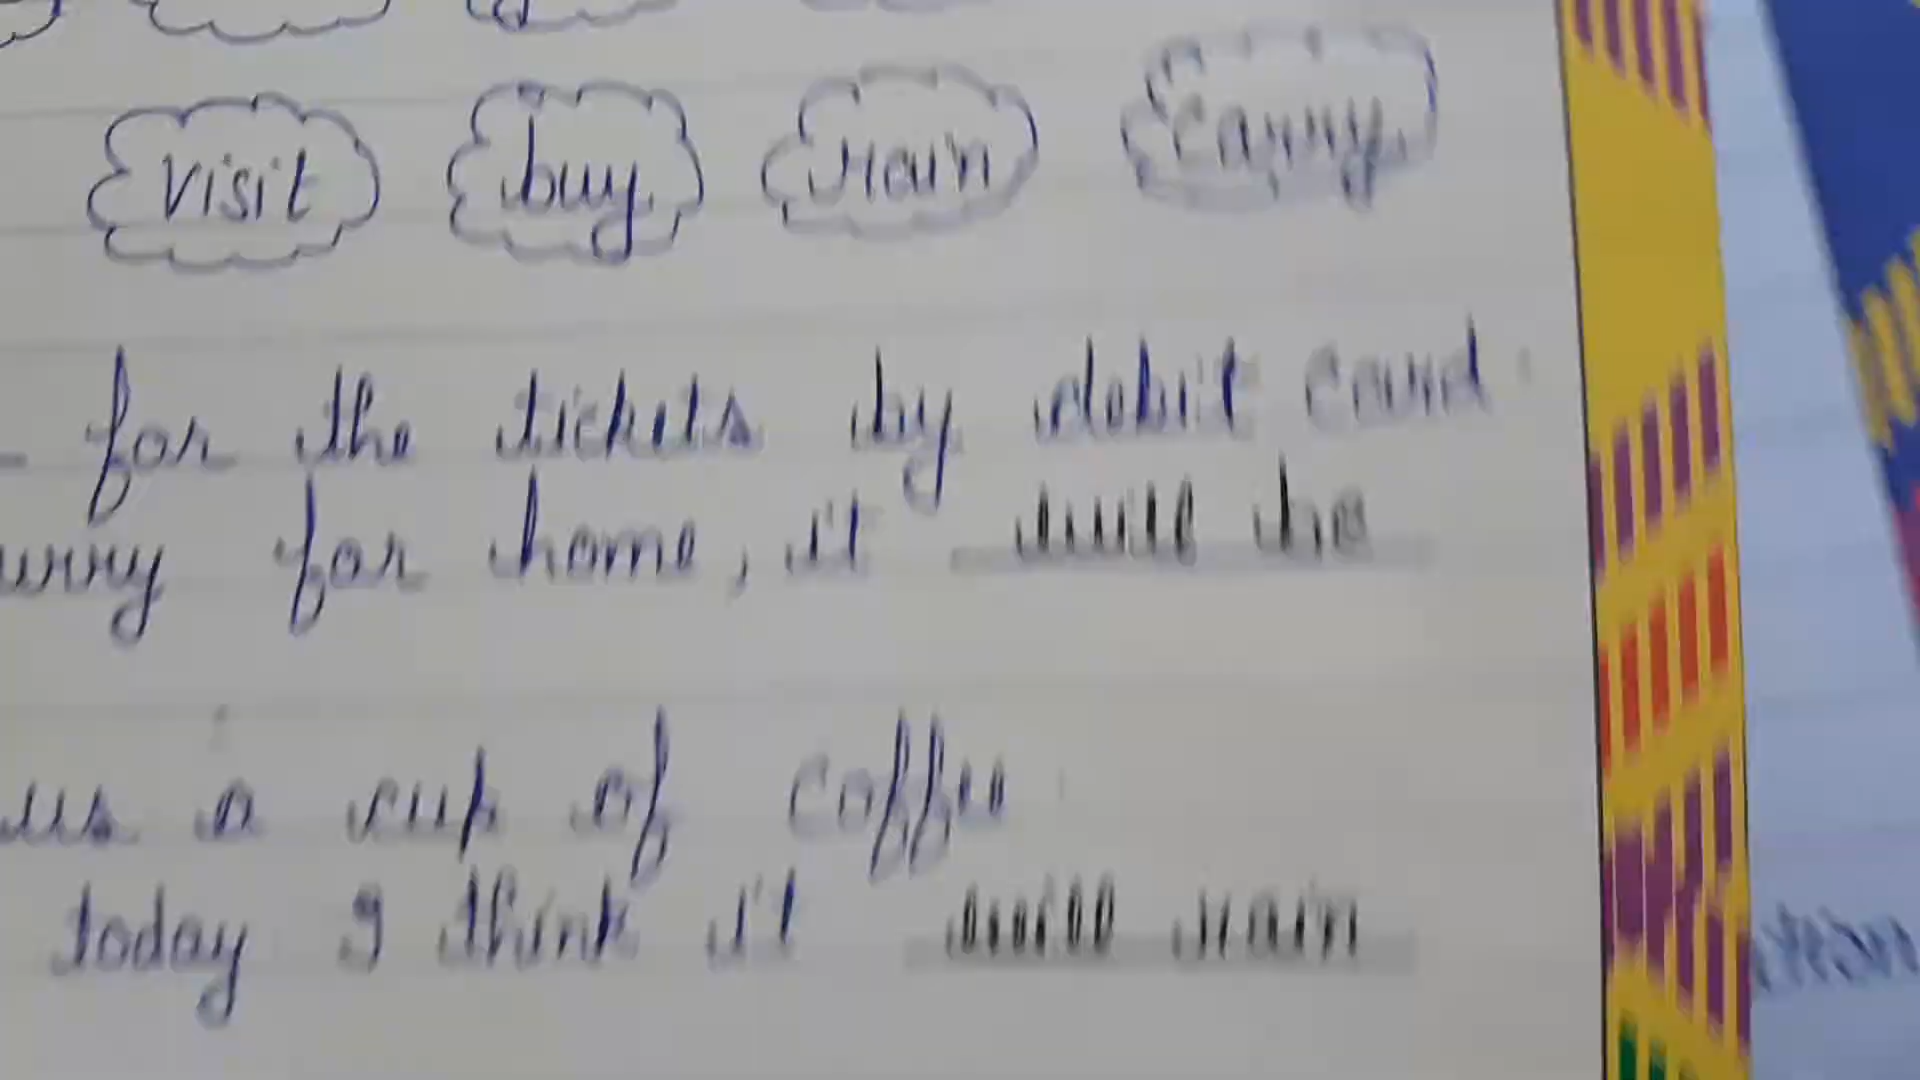 visit buy rain carry
for the tickets by debit card
for home, it will be
us a cup of coffee
today I think it will rain